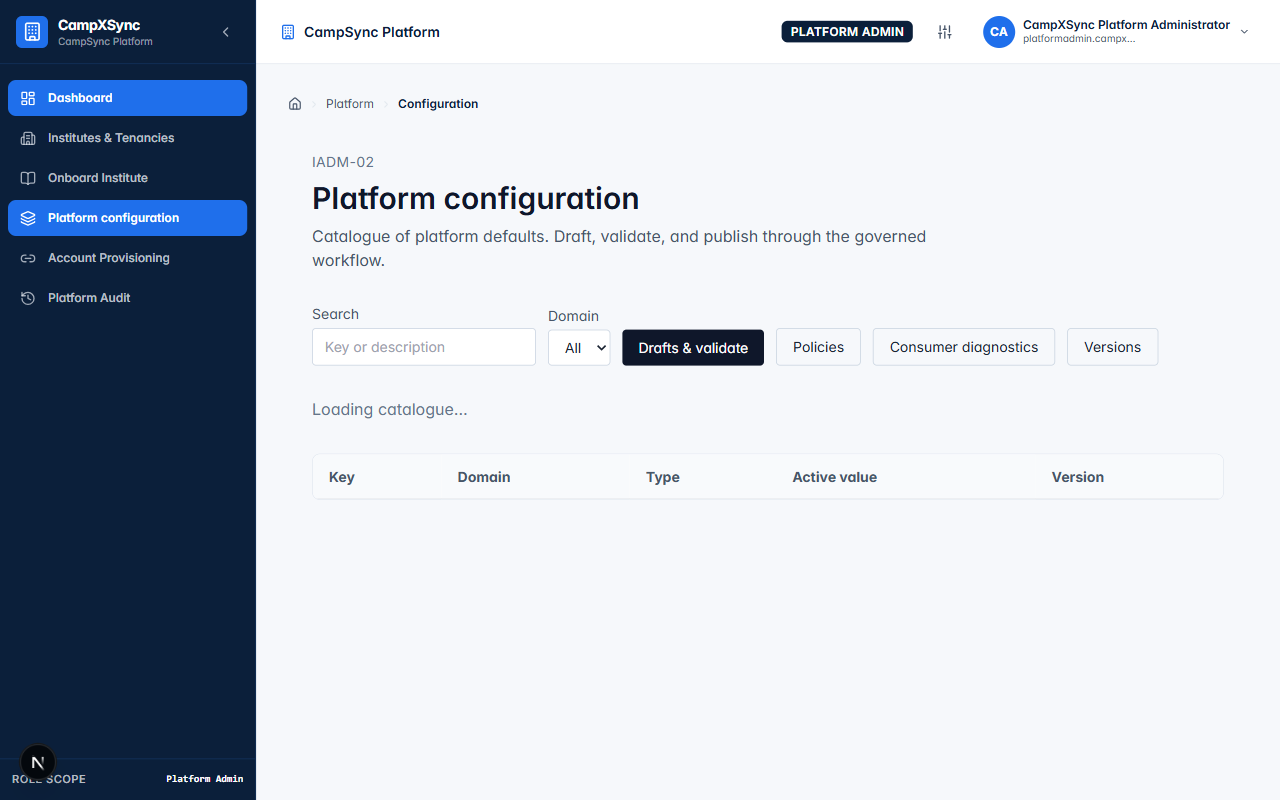 CampXSync
CampSync Platform
Dashboard
Institutes & Tenancies
Onboard Institute
Platform configuration
Account Provisioning
Platform Audit
N
ROLE SCOPE
Platform Admin
CampSync Platform
PLATFORM ADMIN
CA
CampXSync Platform Administrator
platformadmin.campx...
Platform
Configuration
IADM-02
Platform configuration
Catalogue of platform defaults. Draft, validate, and publish through the governed
workflow.
Search
Key or description
Domain
All
Drafts & validate
Policies
Consumer diagnostics
Versions
Loading catalogue...
Key Domain Type Active value Version